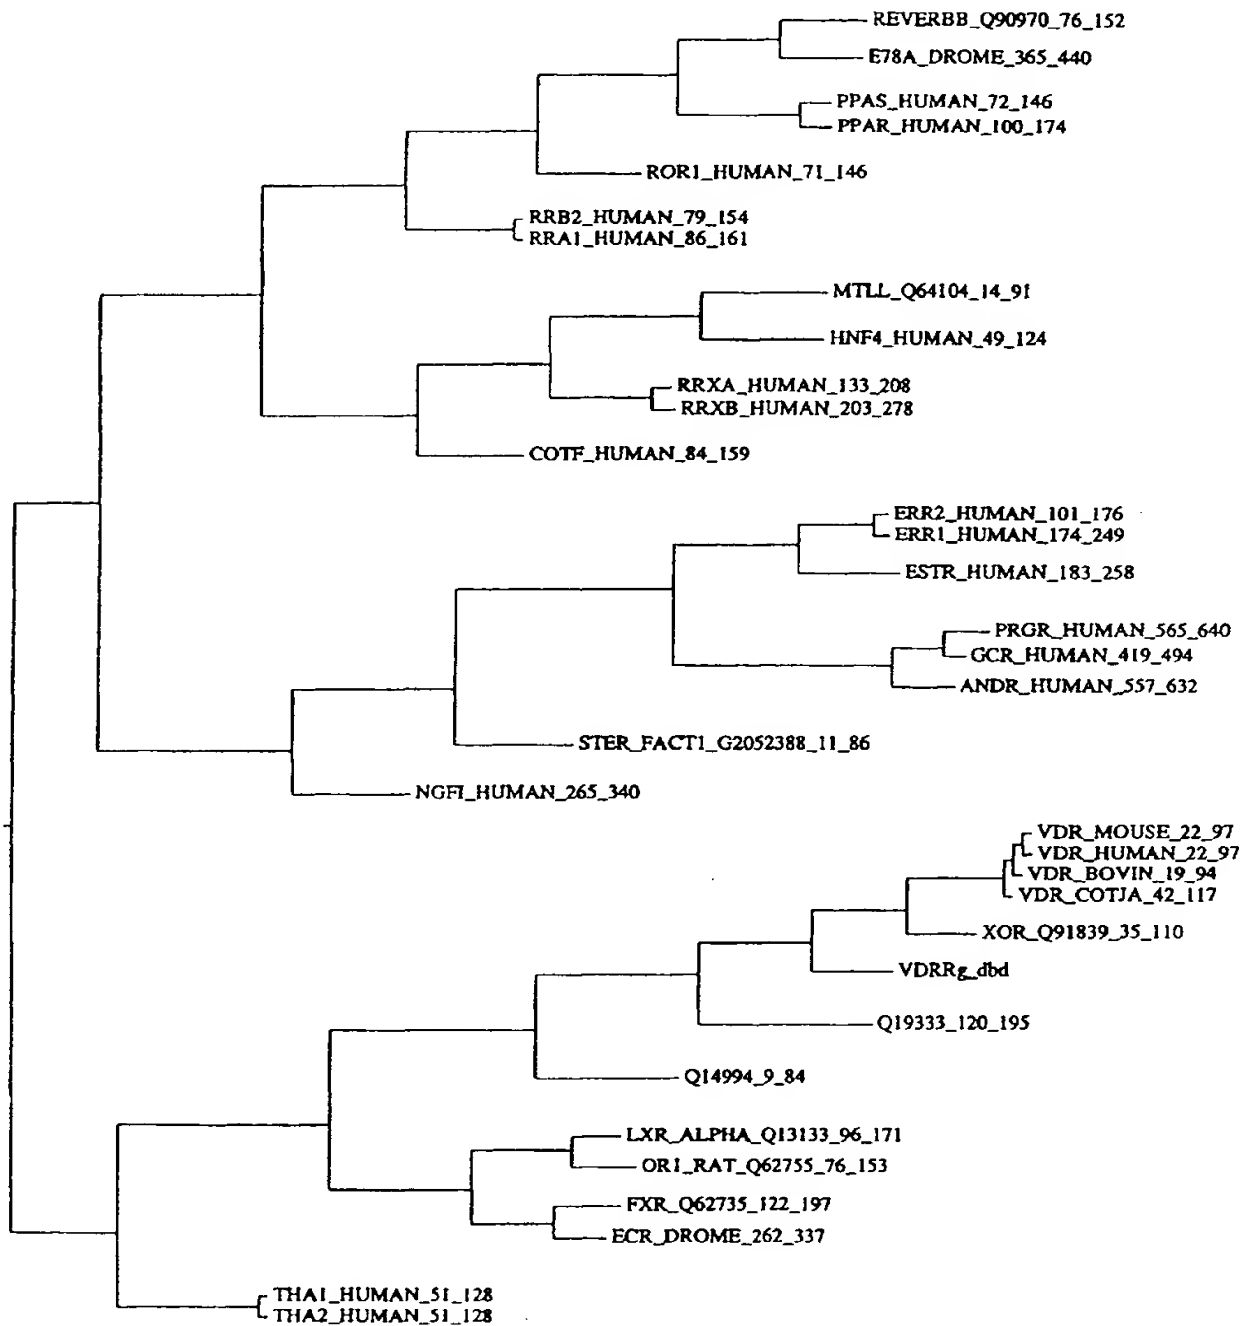 REVERBB_Q90970_76_152
E78A_DROME_365_440
PPAS_HUMAN_72_146
PPAR_HUMAN_100_174
ROR1_HUMAN_71_146
RRB2_HUMAN_79_154
RRA1_HUMAN_86_161
MTLL_Q64104_14_91
HNF4_HUMAN_49_124
RRXA_HUMAN_133_208
RRXB_HUMAN_203_278
COTF_HUMAN_84_159
ERR2_HUMAN_101_176
ERR1_HUMAN_174_249
ESTR_HUMAN_183_258
PRGR_HUMAN_565_640
GCR_HUMAN_419_494
ANDR_HUMAN_557_632
STER_FACT1_G2052388_11_86
NGFI_HUMAN_265_340
VDR_MOUSE_22_97
VDR_HUMAN_22_97
VDR_BOVIN_19_94
VDR_COTJA_42_117
XOR_Q91839_35_110
VDRRg_dbd
Q19333_120_195
Q14994_9_84
LXR_ALPHA_Q13133_96_171
OR1_RAT_Q62755_76_153
FXR_Q62735_122_197
ECR_DROME_262_337
THA1_HUMAN_51_128
THA2_HUMAN_51_128